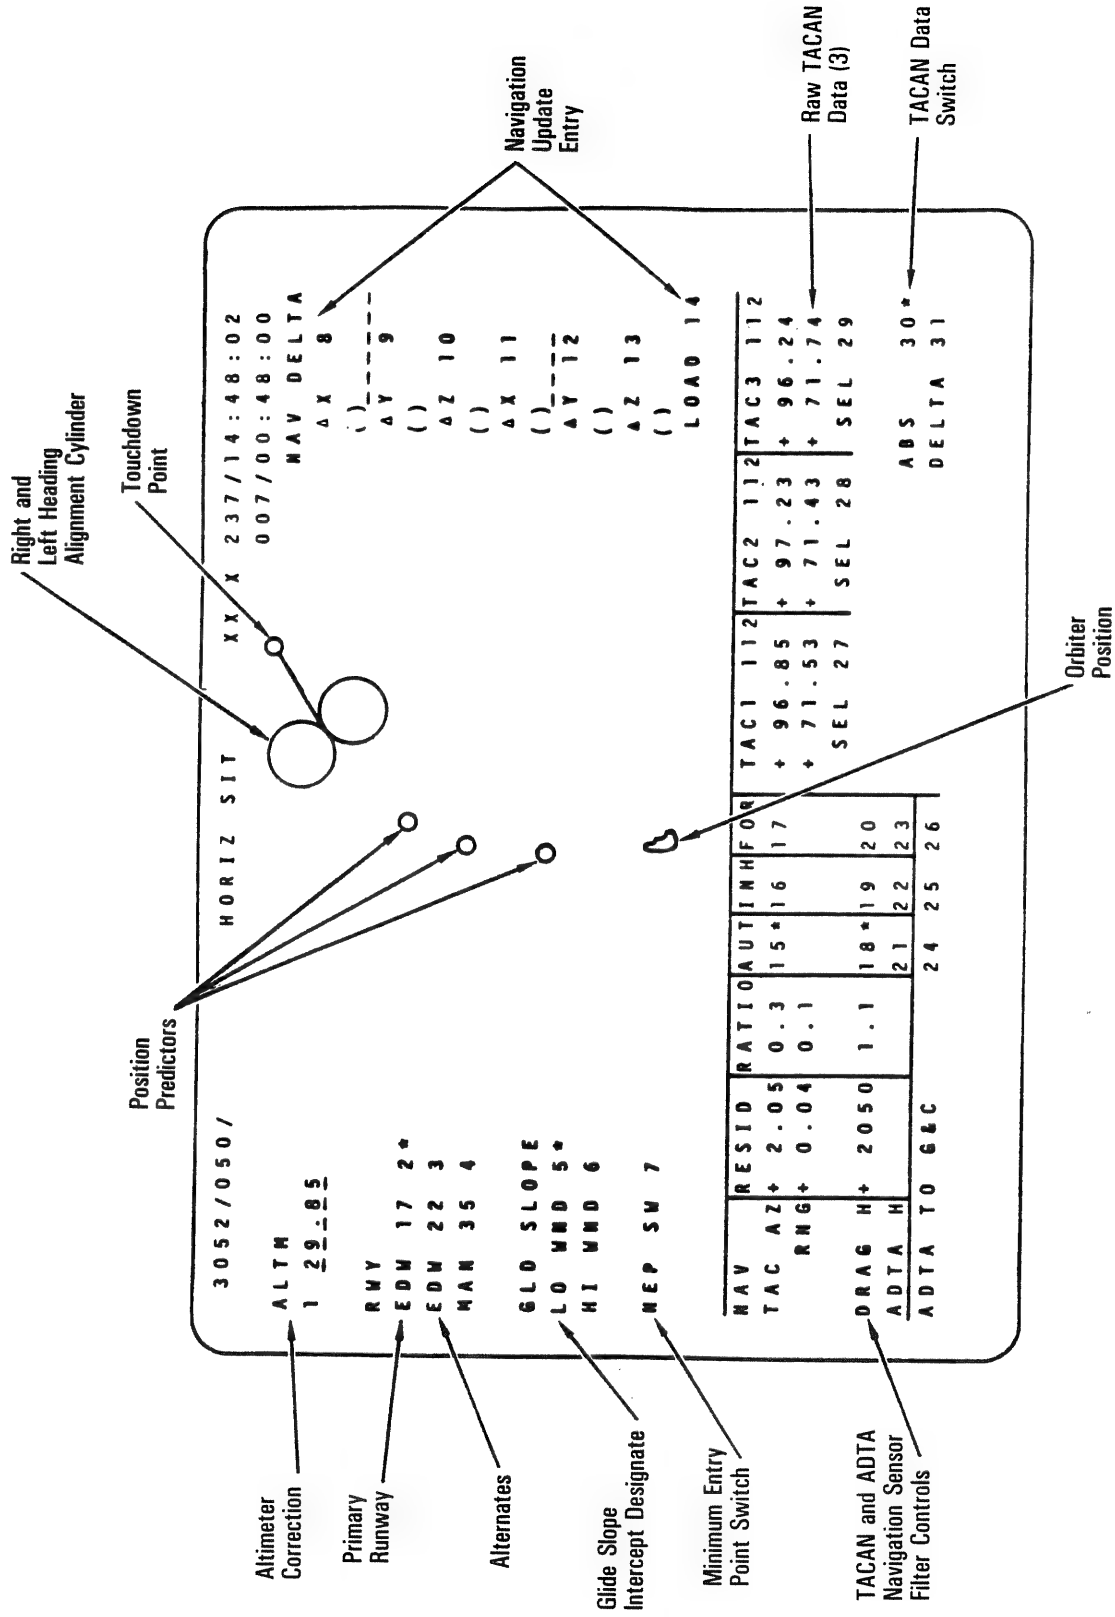 Right and
Left Heading
Alignment Cylinder
Touchdown
Point
Position
Predictors
Navigation
Update
Entry
Raw TACAN
Data (3)
TACAN Data
Switch
Orbiter
Position
Altimeter
Correction
Primary
Runway
Alternates
Glide Slope
Intercept Designate
Minimum Entry
Point Switch
TACAN and ADTA
Navigation Sensor
Filter Controls
3052/050/ HORIZ SIT XX X 237/14:48:02
007/00:48:00
ALTM
1 29.85
RWY
EDW 17 2*
EDW 22 3
MAN 35 4
GLD SLOPE
LO WND 5*
HI WND 6
MEP SW 7
NAV DELTA
Δ X 8
()_______
Δ Y 9
()
Δ Z 10
()
Δ X 11
()_____
Δ Y 12
()
Δ Z 13
()
LOAD 14
NAV RESID RATIO AUT INH FOR TAC1 112 TAC2 112 TAC3 112
TAC AZ + 2.05 0.3 15* 16 17 + 96.85 + 97.23 + 96.24
RNG + 0.04 0.1 + 71.53 + 71.43 + 71.74
SEL 27 SEL 28 SEL 29
DRAG H + 2050 1.1 18* 19 20
ADTA H 21 22 23 ABS 30*
ADTA TO G&C 24 25 26 DELTA 31